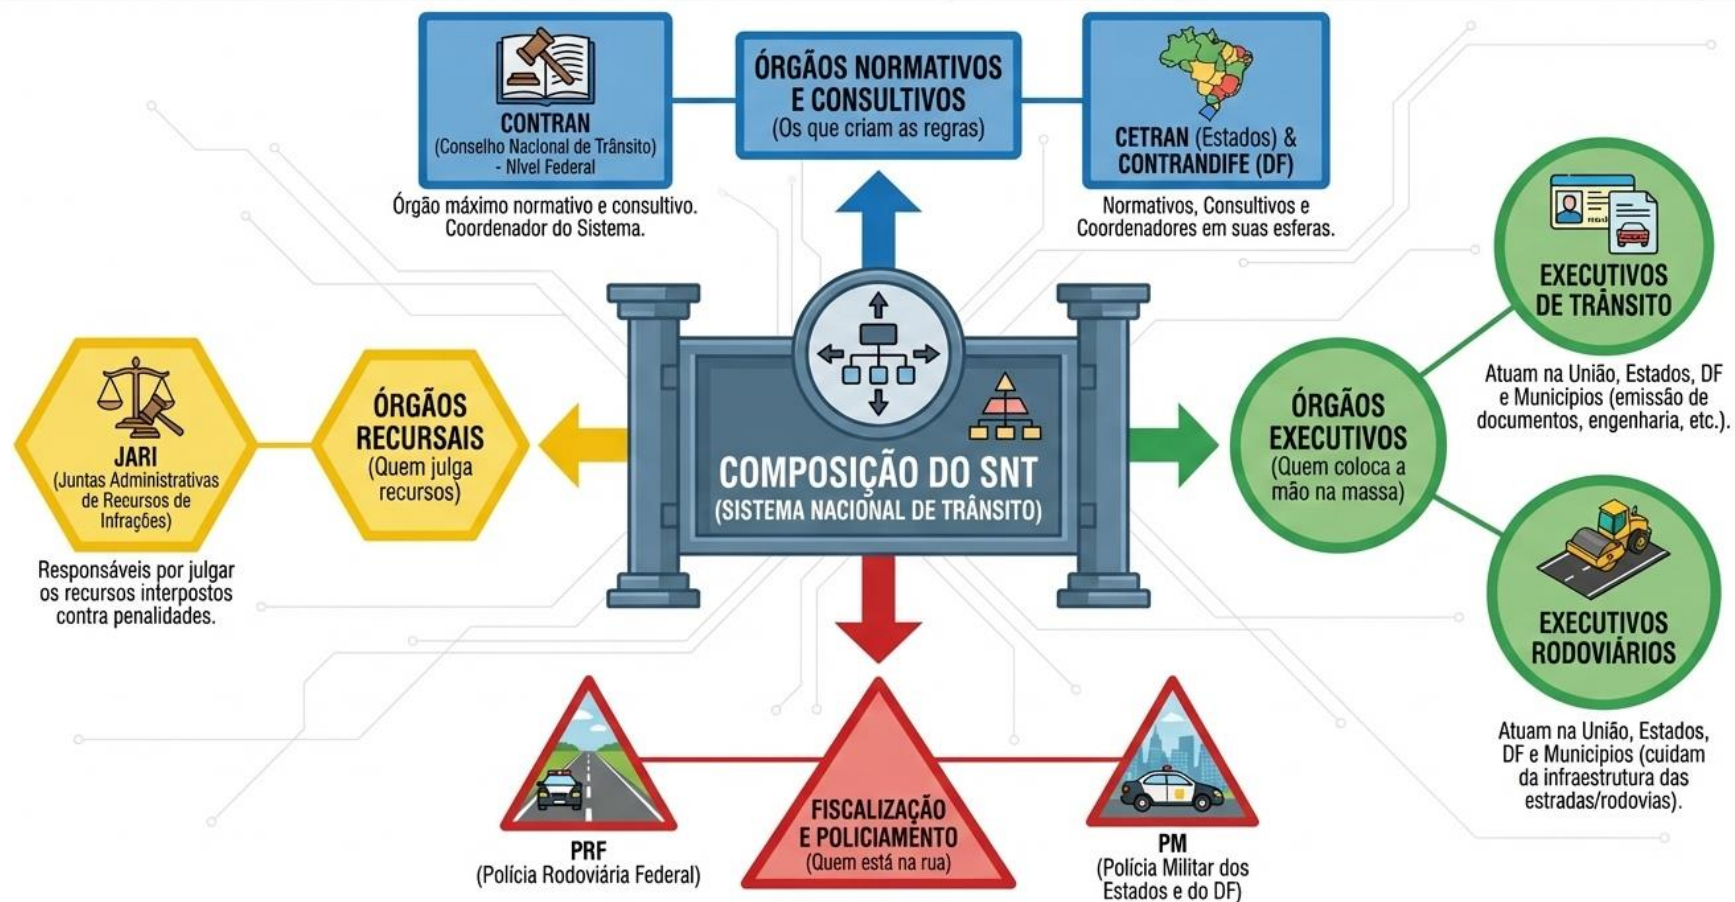 CONTRAN
(Conselho Nacional de Trânsito)
- Nível Federal
Órgão máximo normativo e consultivo.
Coordenador do Sistema.
ÓRGÃOS NORMATIVOS
E CONSULTIVOS
(Os que criam as regras)
CETRAN (Estados) &
CONTRANDIFE (DF)
Normativos, Consultivos e
Coordenadores em suas esferas.
JARI
(Juntas Administrativas
de Recursos de
Infrações)
Responsáveis por julgar
os recursos interpostos
contra penalidades.
ÓRGÃOS
RECURSAIS
(Quem julga
recursos)
COMPOSIÇÃO DO SNT
(SISTEMA NACIONAL DE TRÂNSITO)
ÓRGÃOS
EXECUTIVOS
(Quem coloca a
mão na massa)
EXECUTIVOS
DE TRÂNSITO
Atuam na União, Estados, DF
e Municípios (emissão de
documentos, engenharia, etc.).
EXECUTIVOS
RODOVIÁRIOS
Atuam na União, Estados,
DF e Municipios (cuidam
da infraestrutura das
estradas/rodovias).
PRF
(Polícia Rodoviária Federal)
FISCALIZAÇÃO
E POLICIAMENTO
(Quem está na rua)
PM
(Polícia Militar dos
Estados e do DF)